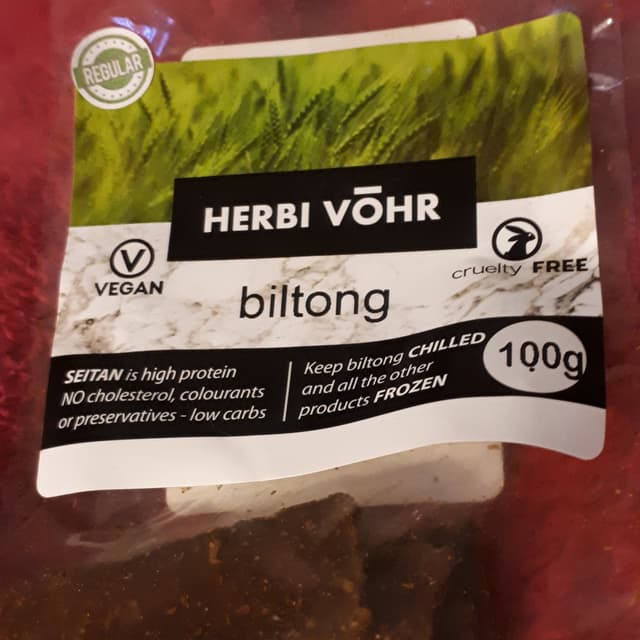 REGULAR
HERBI VŌHR
V
VEGAN
cruelty FREE
biltong
SEITAN is high protein
NO cholesterol, colourants
or preservatives - low carbs
Keep biltong CHILLED
and all the other
products FROZEN
100g